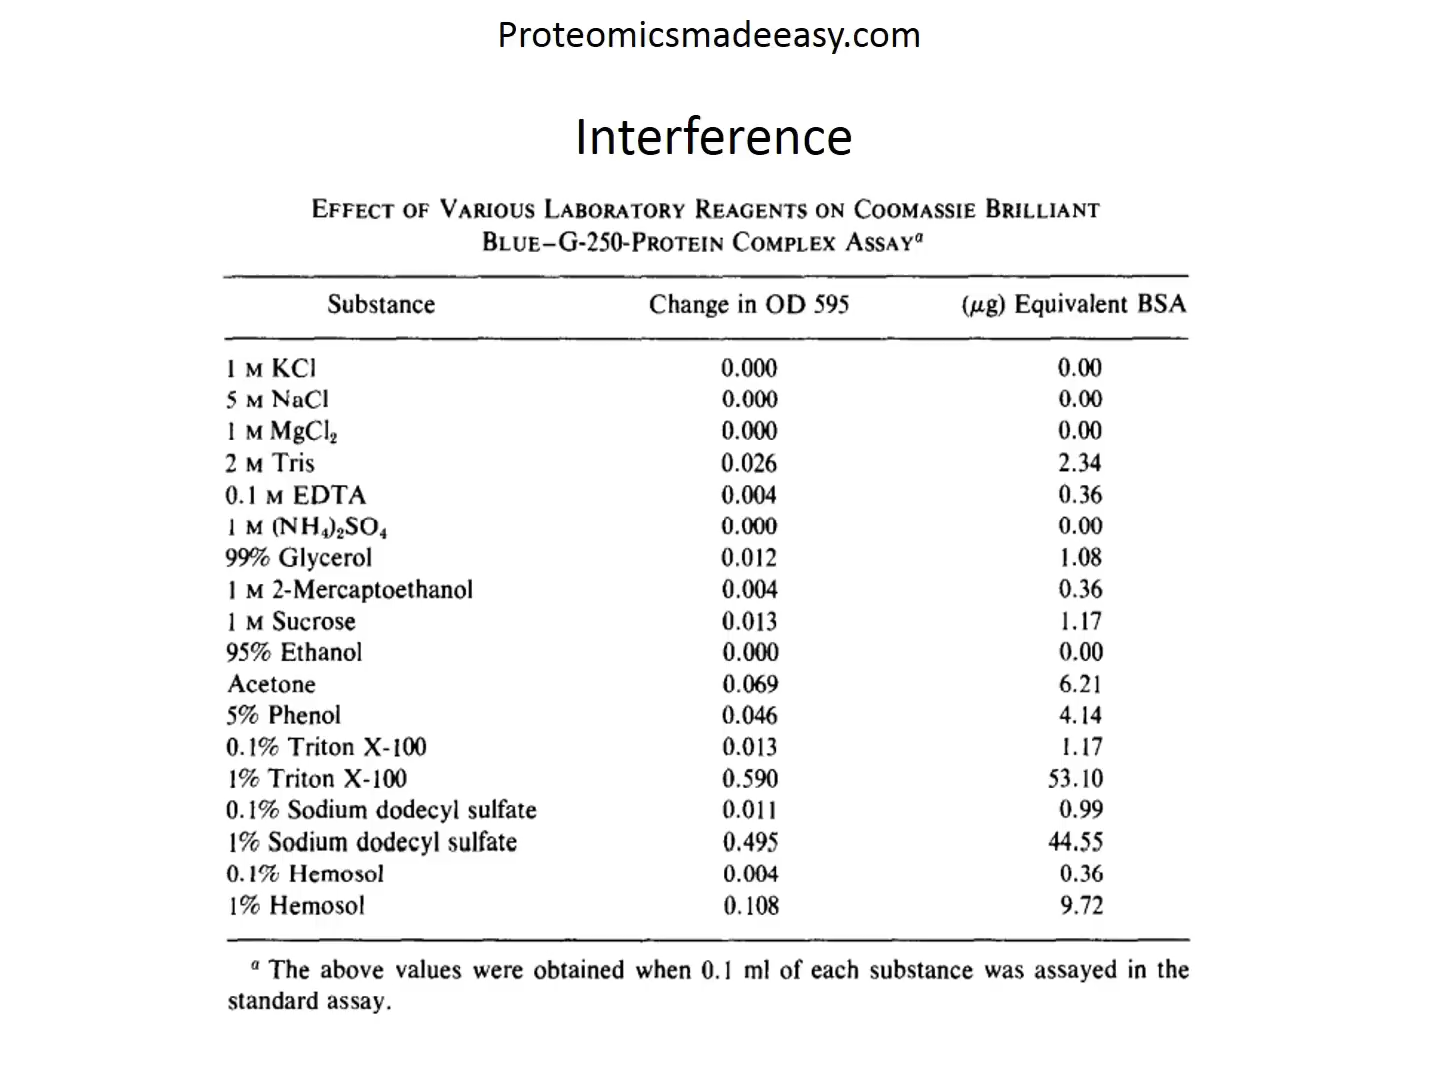 Proteomicsmadeeasy.com
Interference
EFFECT OF VARIOUS LABORATORY REAGENTS ON COOMASSIE BRILLIANT
BLUE–G-250-PROTEIN COMPLEX ASSAYᵃ
Substance Change in OD 595 (μg) Equivalent BSA
1 M KCl 0.000 0.00
5 M NaCl 0.000 0.00
1 M MgCl₂ 0.000 0.00
2 M Tris 0.026 2.34
0.1 M EDTA 0.004 0.36
1 M (NH₄)₂SO₄ 0.000 0.00
99% Glycerol 0.012 1.08
1 M 2-Mercaptoethanol 0.004 0.36
1 M Sucrose 0.013 1.17
95% Ethanol 0.000 0.00
Acetone 0.069 6.21
5% Phenol 0.046 4.14
0.1% Triton X-100 0.013 1.17
1% Triton X-100 0.590 53.10
0.1% Sodium dodecyl sulfate 0.011 0.99
1% Sodium dodecyl sulfate 0.495 44.55
0.1% Hemosol 0.004 0.36
1% Hemosol 0.108 9.72
ᵃ The above values were obtained when 0.1 ml of each substance was assayed in the
standard assay.